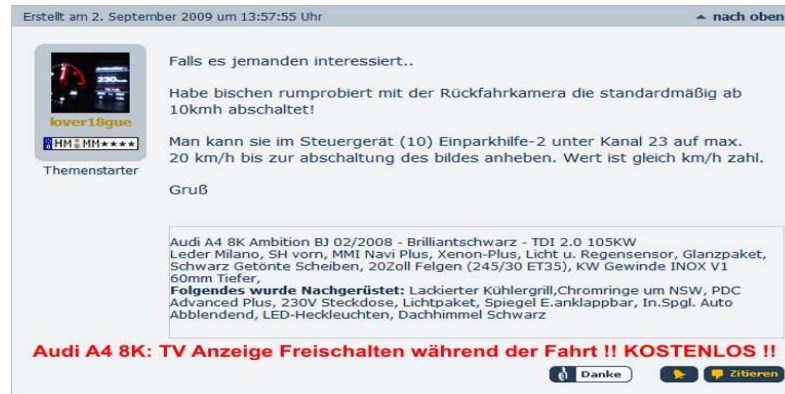 Erstellt am 2. September 2009 um 13:57:55 Uhr nach oben
Falls es jemanden interessiert..
Habe bischen rumprobiert mit der Rückfahrkamera die standardmäßig ab
10kmh abschaltet!
230
lover18gue
HM MM****
Themenstarter
Man kann sie im Steuergerät (10) Einparkhilfe-2 unter Kanal 23 auf max.
20 km/h bis zur abschaltung des bildes anheben. Wert ist gleich km/h zahl.
Gruß
Audi A4 8K Ambition BJ 02/2008 - Brilliantschwarz - TDI 2.0 105KW
Leder Milano, SH vorn, MMI Navi Plus, Xenon-Plus, Licht u. Regensensor, Glanzpaket,
Schwarz Getönte Scheiben, 20Zoll Felgen (245/30 ET35), KW Gewinde INOX V1
60mm Tiefer,
Folgendes wurde Nachgerüstet: Lackierter Kühlergrill,Chromringe um NSW, PDC
Advanced Plus, 230V Steckdose, Lichtpaket, Spiegel E.anklappbar, In.Spgl. Auto
Abblendend, LED-Heckleuchten, Dachhimmel Schwarz
Audi A4 8K: TV Anzeige Freischalten während der Fahrt !! KOSTENLOS !!
Danke Zitieren